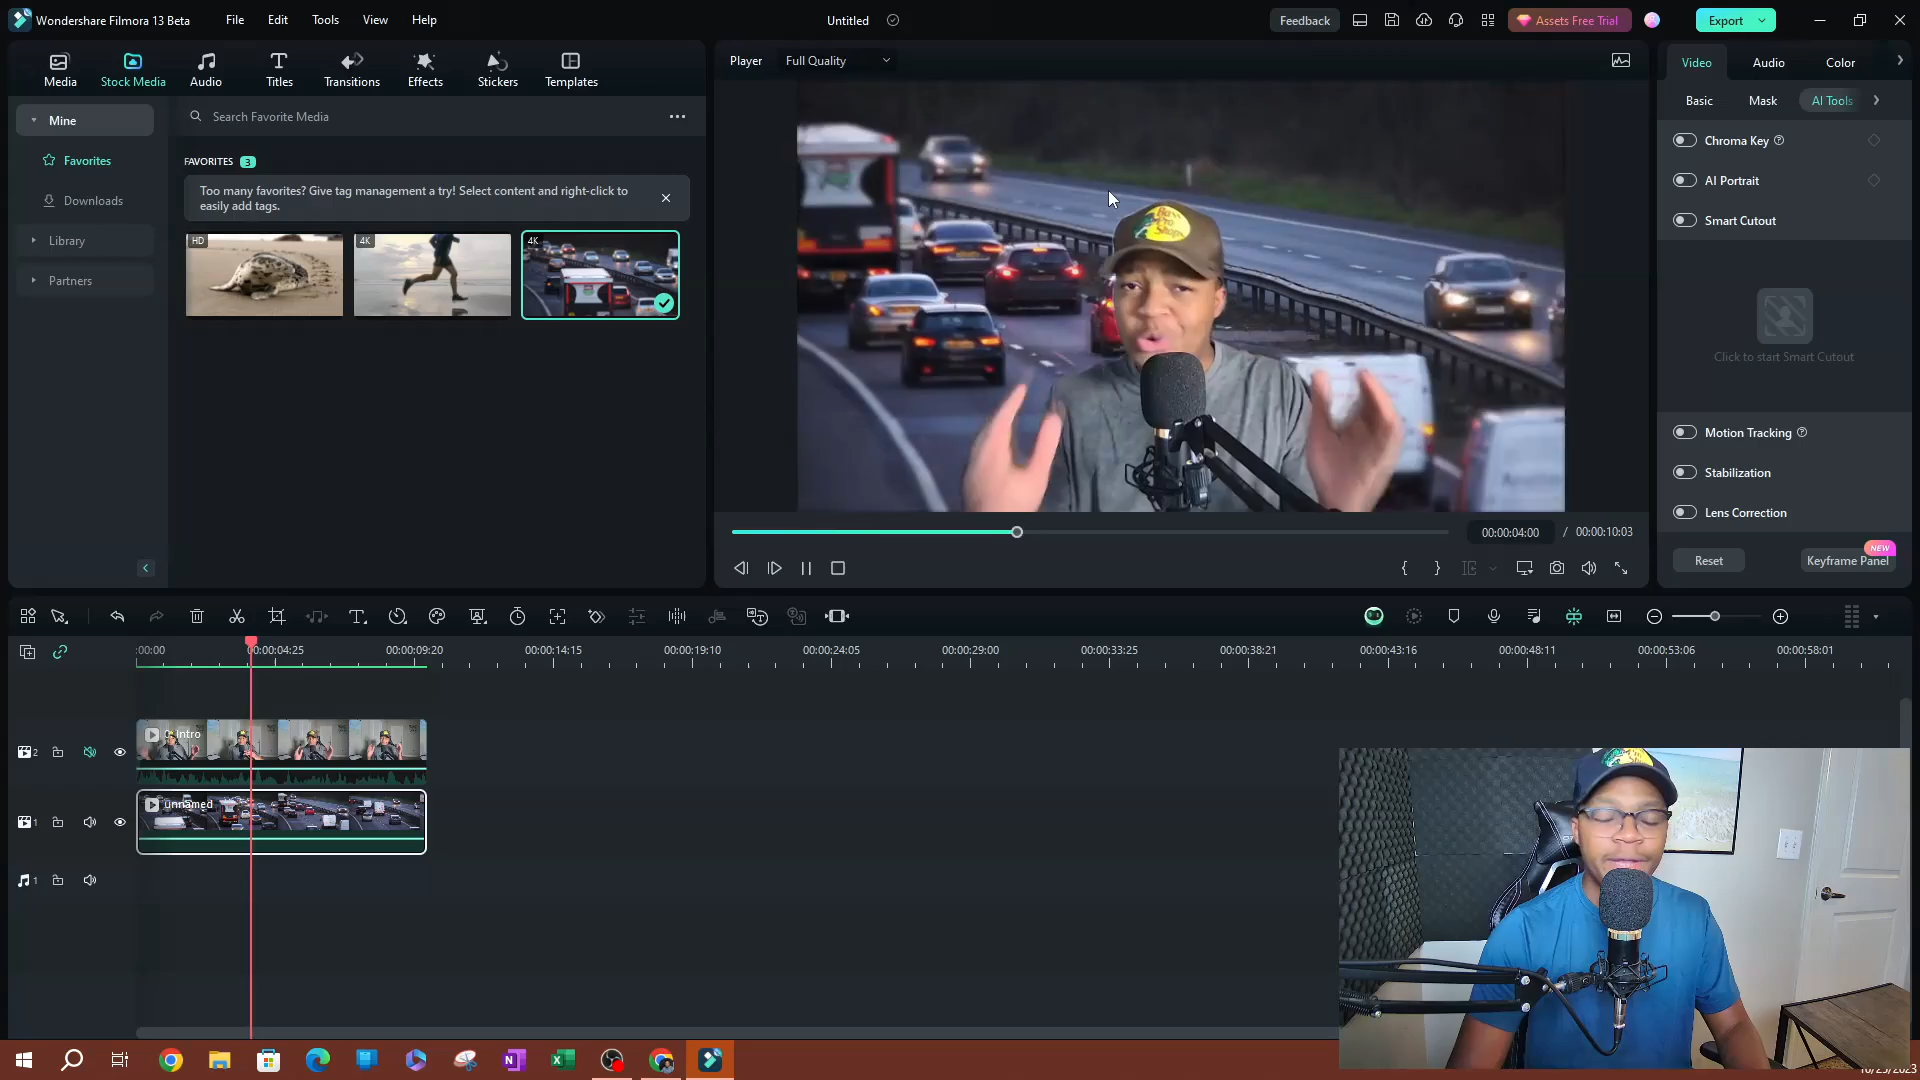 Wondershare Filmora 13 Beta
File
Edit
Tools
View
Help
Untitled
Feedback
Assets Free Trial
Export
Media
Stock Media
Audio
Titles
Transitions
Effects
Stickers
Templates
Player
Full Quality
Video
Audio
Color
Mine
Search Favorite Media
Basic
Mask
AI Tools
Favorites
FAVORITES 3
Too many favorites? Give tag management a try! Select content and right-click to
easily add tags.
Downloads
Library
Partners
HD
4K
4K
Bass
Pro
Shops
Chroma Key
AI Portrait
Smart Cutout
Click to start Smart Cutout
Motion Tracking
Stabilization
Lens Correction
00:00:04:00 / 00:00:10:03
Reset
NEW
Keyframe Panel
:00:00
00:00:04:25
00:00:09:20
00:00:14:15
00:00:19:10
00:00:24:05
00:00:29:00
00:00:33:25
00:00:38:21
00:00:43:16
00:00:48:11
00:00:53:06
00:00:58:01
2
0. Intro
1
unnamed
1